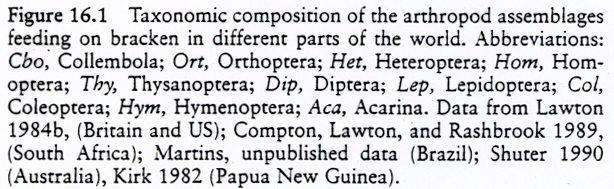 Figure 16.1 Taxonomic composition of the arthropod assemblages
feeding on bracken in different parts of the world. Abbreviations:
Cbo, Collembola; Ort, Orthoptera; Het, Heteroptera; Hom, Hom-
optera; Thy, Thysanoptera; Dip, Diptera; Lep, Lepidoptera; Col,
Coleoptera; Hym, Hymenoptera; Aca, Acarina. Data from Lawton
1984b, (Britain and US); Compton, Lawton, and Rashbrook 1989,
(South Africa); Martins, unpublished data (Brazil); Shuter 1990
(Australia), Kirk 1982 (Papua New Guinea).